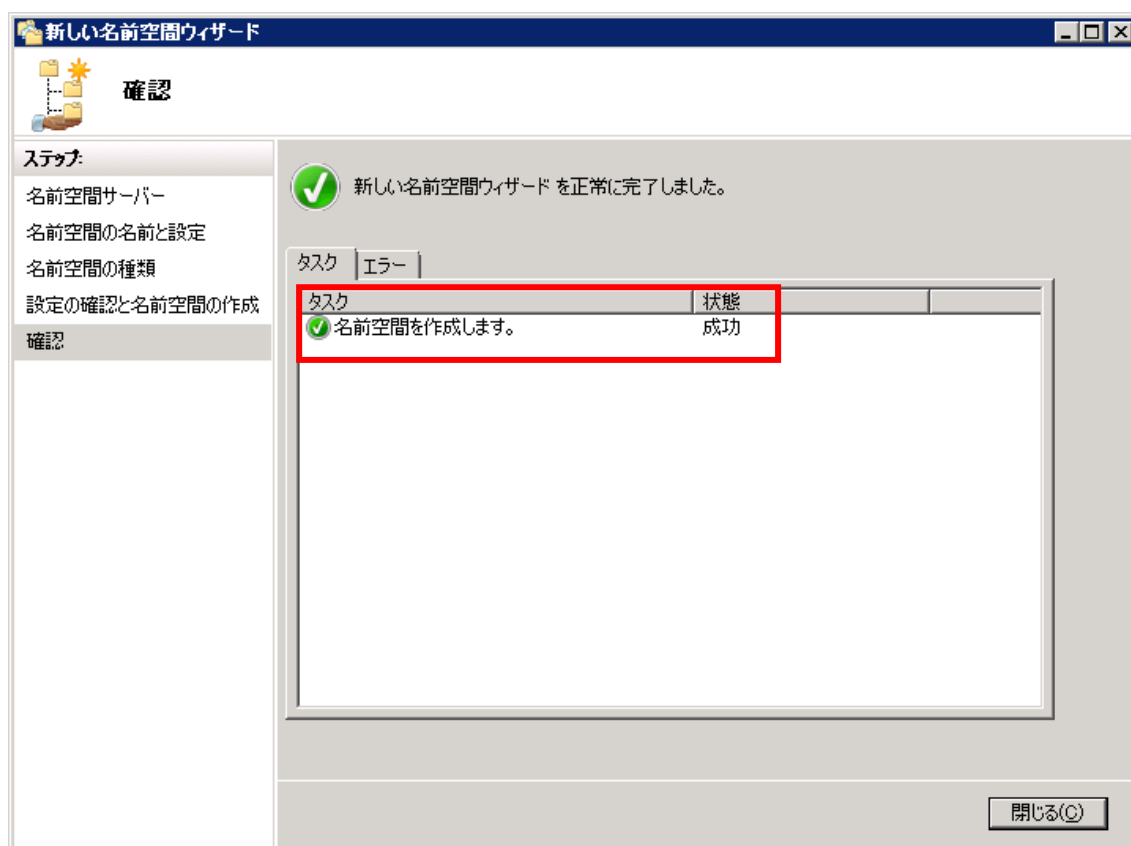 新しい名前空間ウィザード
確認
ステップ:
名前空間サーバー
名前空間の名前と設定
名前空間の種類
設定の確認と名前空間の作成
確認
新しい名前空間ウィザード を正常に完了しました。
タスク エラー
タスク 状態
名前空間を作成します。 成功
閉じる(C)